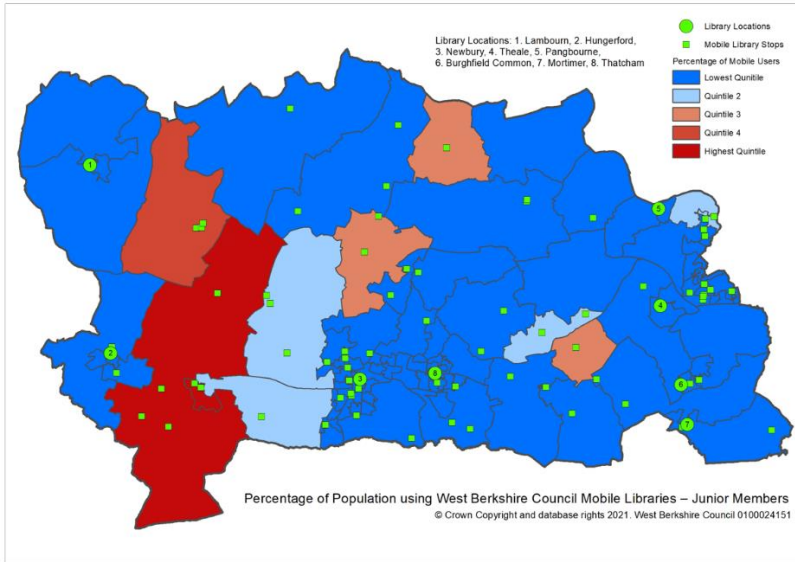 Library Locations: 1. Lambourn, 2. Hungerford,
3. Newbury, 4. Theale, 5. Pangbourne,
6. Burghfield Common, 7. Mortimer, 8. Thatcham
Library Locations
Mobile Library Stops
Percentage of Mobile Users
Lowest Qunitile
Quintile 2
Quintile 3
Quintile 4
Highest Quintile
1
5
4
2
3
8
6
7
Percentage of Population using West Berkshire Council Mobile Libraries – Junior Members
© Crown Copyright and database rights 2021. West Berkshire Council 0100024151